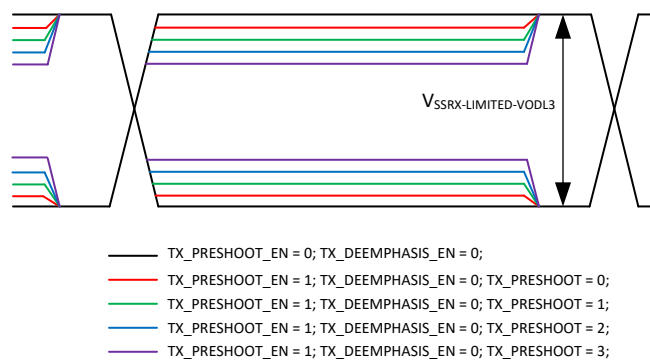 VSSRX-LIMITED-VODL3
TX_PRESHOOT_EN = 0; TX_DEEMPHASIS_EN = 0;
TX_PRESHOOT_EN = 1; TX_DEEMPHASIS_EN = 0; TX_PRESHOOT = 0;
TX_PRESHOOT_EN = 1; TX_DEEMPHASIS_EN = 0; TX_PRESHOOT = 1;
TX_PRESHOOT_EN = 1; TX_DEEMPHASIS_EN = 0; TX_PRESHOOT = 2;
TX_PRESHOOT_EN = 1; TX_DEEMPHASIS_EN = 0; TX_PRESHOOT = 3;